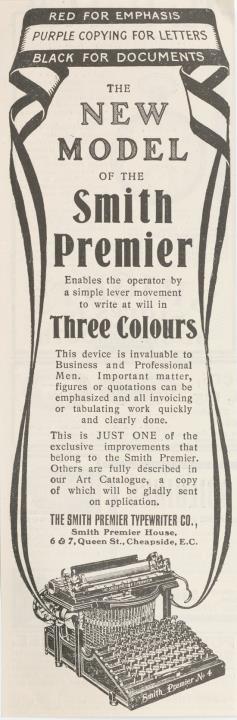 RED FOR EMPHASIS
PURPLE COPYING FOR LETTERS
BLACK FOR DOCUMENTS
THE
NEW
MODEL
OF THE
Smith
Premier
Enables the operator by
a simple lever movement
to write at will in
Three Colours
This device is invaluable to
Business and Professional
Men. Important matter,
figures or quotations can be
emphasized and all invoicing
or tabulating work quickly
and clearly done.
This is JUST ONE of the
exclusive improvements that
belong to the Smith Premier.
Others are fully described in
our Art Catalogue, a copy
of which will be gladly sent
on application.
THE SMITH PREMIER TYPEWRITER CO.,
Smith Premier House,
6 & 7, Queen St., Cheapside, E.C.
Smith Premier No 4